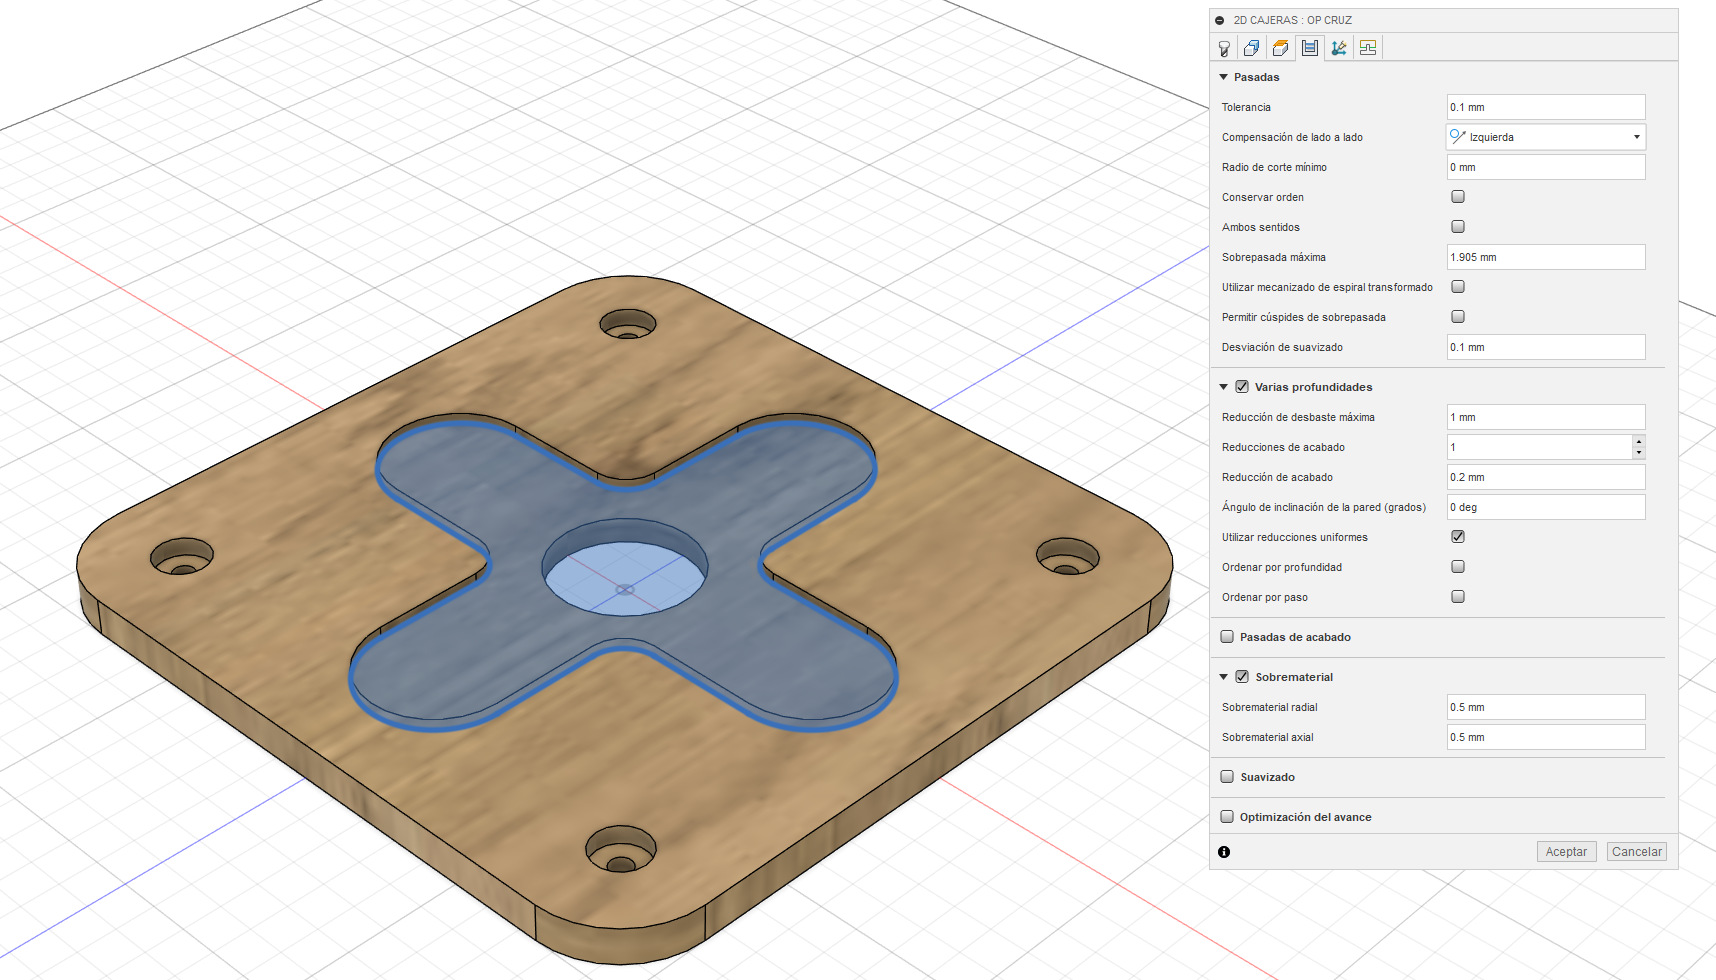 2D CAJERAS : OP CRUZ
Pasadas
Tolerancia 0.1 mm
Compensación de lado a lado Izquierda
Radio de corte mínimo 0 mm
Conservar orden
Ambos sentidos
Sobrepasada máxima 1.905 mm
Utilizar mecanizado de espiral transformado
Permitir cúspides de sobrepasada
Desviación de suavizado 0.1 mm
Varias profundidades
Reducción de desbaste máxima 1 mm
Reducciones de acabado 1
Reducción de acabado 0.2 mm
Ángulo de inclinación de la pared (grados) 0 deg
Utilizar reducciones uniformes
Ordenar por profundidad
Ordenar por paso
Pasadas de acabado
Sobrematerial
Sobrematerial radial 0.5 mm
Sobrematerial axial 0.5 mm
Suavizado
Optimización del avance
Aceptar Cancelar